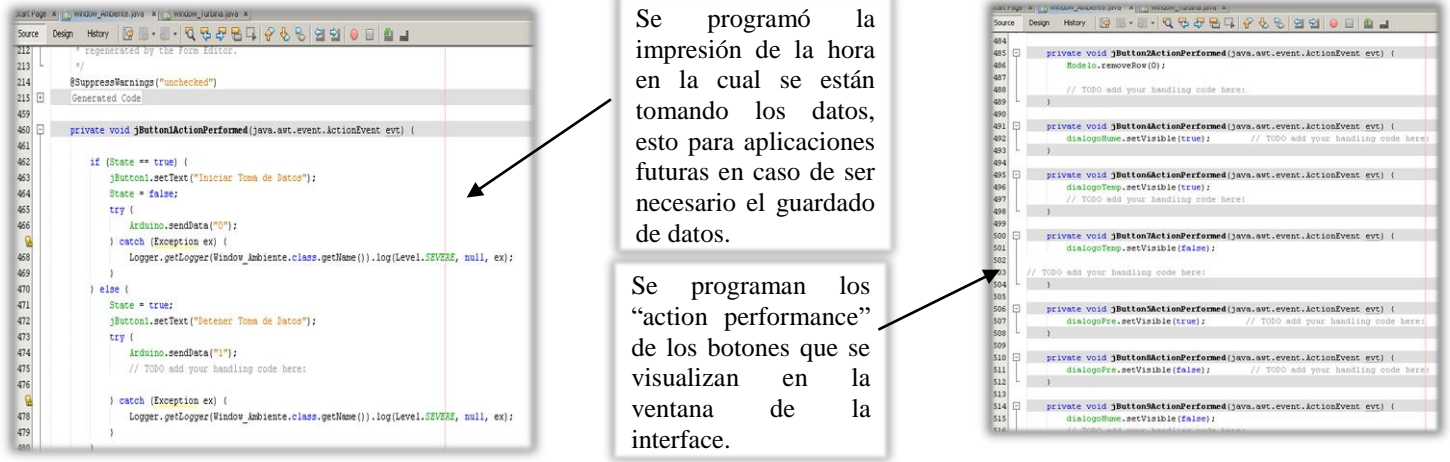 Start Page Window_Ambiente.java Window_Turbina.java
Source Design History
212 * regenerated by the Form Editor.
213 */
214 @SuppressWarnings("unchecked")
215 Generated Code
459
460 private void jButton1ActionPerformed(java.awt.event.ActionEvent evt) {
461
462 if (State == true) {
463 jButton1.setText("Iniciar Toma de Datos");
464 State = false;
465 try {
466 Arduino.sendData("0");
} catch (Exception ex) {
468 Logger.getLogger(Window_Ambiente.class.getName()).log(Level.SEVERE, null, ex);
469 }
470 } else {
471 State = true;
472 jButton1.setText("Detener Toma de Datos");
473 try {
474 Arduino.sendData("1");
475 // TODO add your handling code here:
476
} catch (Exception ex) {
478 Logger.getLogger(Window_Ambiente.class.getName()).log(Level.SEVERE, null, ex);
479 }
480 }
Se programó la
impresión de la hora
en la cual se están
tomando los datos,
esto para aplicaciones
futuras en caso de ser
necesario el guardado
de datos.
Se programan los
“action performance”
de los botones que se
visualizan en la
ventana de la
interface.
Start Page Window_Ambiente.java Window_Turbina.java
Source Design History
484
485 private void jButton2ActionPerformed(java.awt.event.ActionEvent evt) {
486 Modelo.removeRow(0);
487
488 // TODO add your handling code here:
489 }
490
491 private void jButton4ActionPerformed(java.awt.event.ActionEvent evt) {
492 dialogoHume.setVisible(true); // TODO add your handling code here:
493 }
494
495 private void jButton6ActionPerformed(java.awt.event.ActionEvent evt) {
496 dialogoTemp.setVisible(true);
497 // TODO add your handling code here:
498 }
499
500 private void jButton7ActionPerformed(java.awt.event.ActionEvent evt) {
501 dialogoTemp.setVisible(false);
502
503 // TODO add your handling code here:
504 }
505
506 private void jButton5ActionPerformed(java.awt.event.ActionEvent evt) {
507 dialogoPre.setVisible(true); // TODO add your handling code here:
508 }
509
510 private void jButton8ActionPerformed(java.awt.event.ActionEvent evt) {
511 dialogoPre.setVisible(false); // TODO add your handling code here:
512 }
513
514 private void jButton9ActionPerformed(java.awt.event.ActionEvent evt) {
515 dialogoHume.setVisible(false);
516 // TODO add your handling code here: